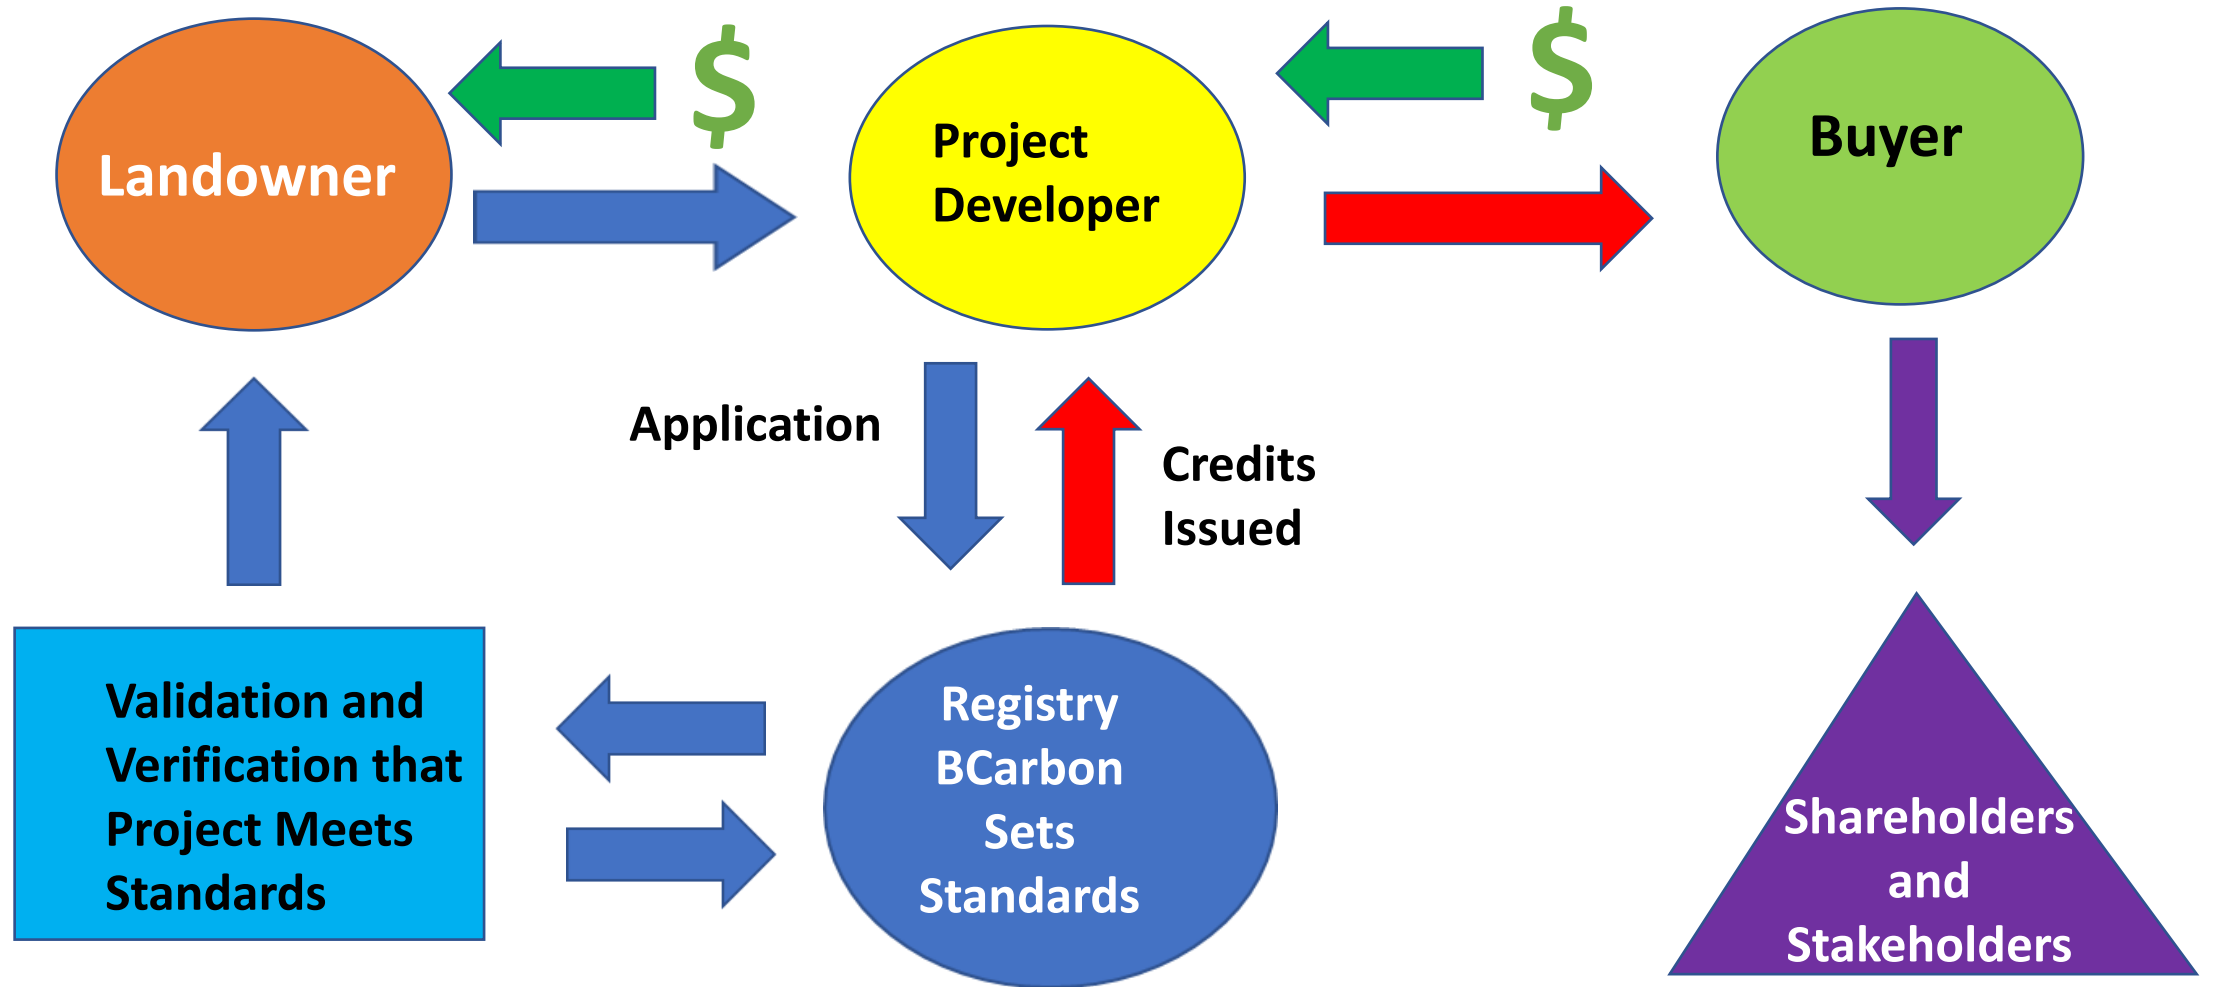 Landowner
$
Project
Developer
$
Buyer
Application
Credits
Issued
Validation and
Verification that
Project Meets
Standards
Registry
BCarbon
Sets
Standards
Shareholders
and
Stakeholders